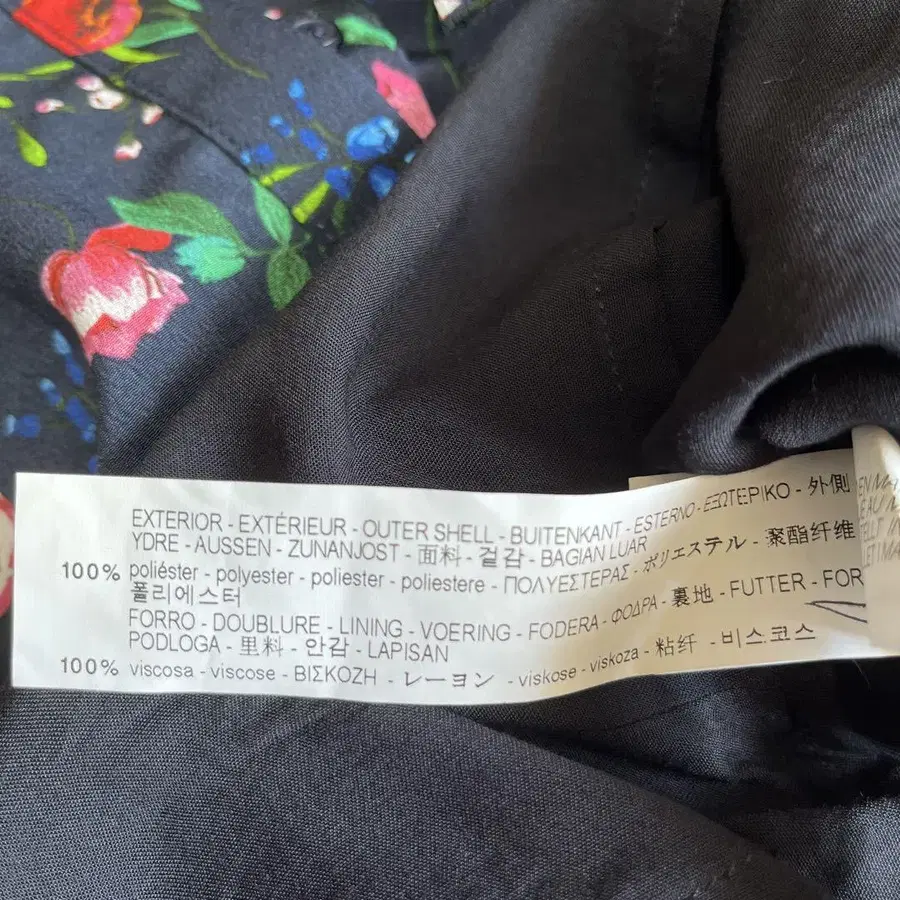 EXTERIOR - EXTÉRIEUR - OUTER SHELL - BUITENKANT - ESTERNO - ΕΞΩΤΕΡΙΚΟ - 外側
YDRE - AUSSEN - ZUNANJOST - 面料 - 겉감 - BAGIAN LUAR
100% poliéster - polyester - poliester - poliestere - ΠΟΛΥΕΣΤΕΡΑΣ - ポリエステル - 聚酯纤维
폴리에스터
FORRO - DOUBLURE - LINING - VOERING - FODERA - ΦΟΔΡΑ - 裏地 - FUTTER - FOR
PODLOGA - 里料 - 안감 - LAPISAN
100% viscosa - viscose - ΒΙΣΚΟΖΗ - レーヨン - viskose - viskoza - 粘纤 - 비스코스